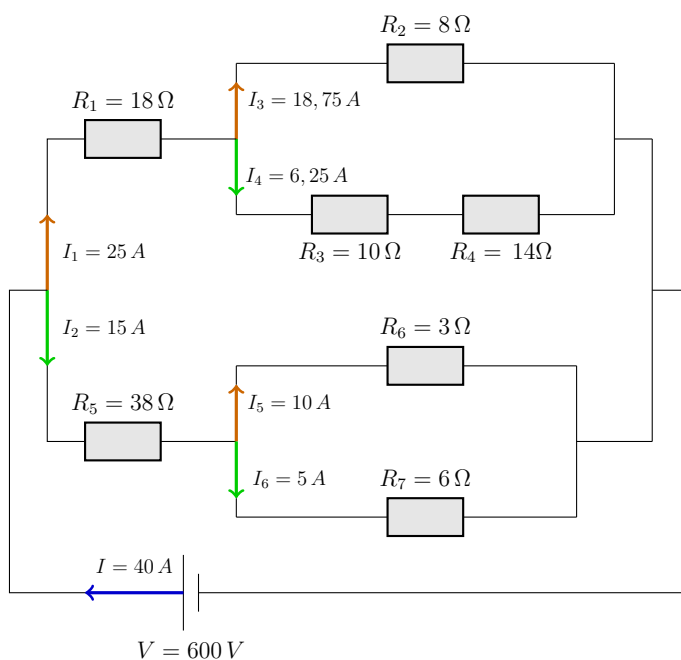 R₂ = 8 Ω
R₁ = 18 Ω
I₃ = 18,75 A
I₄ = 6,25 A
R₃ = 10 Ω
R₄ = 14Ω
I₁ = 25 A
I₂ = 15 A
R₆ = 3 Ω
R₅ = 38 Ω
I₅ = 10 A
I₆ = 5 A
R₇ = 6 Ω
I = 40 A
V = 600 V